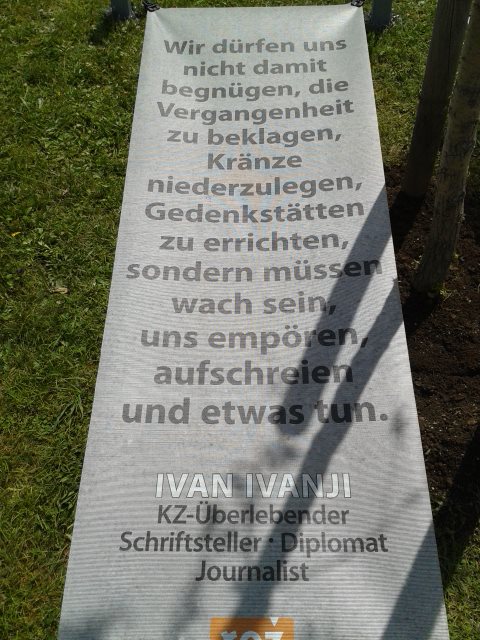 Wir dürfen uns
nicht damit
begnügen, die
Vergangenheit
zu beklagen,
Kränze
niederzulegen,
Gedenkstätten
zu errichten,
sondern müssen
wach sein,
uns empören,
aufschreien
und etwas tun.
IVAN IVANJI
KZ-Überlebender
Schriftsteller · Diplomat
Journalist